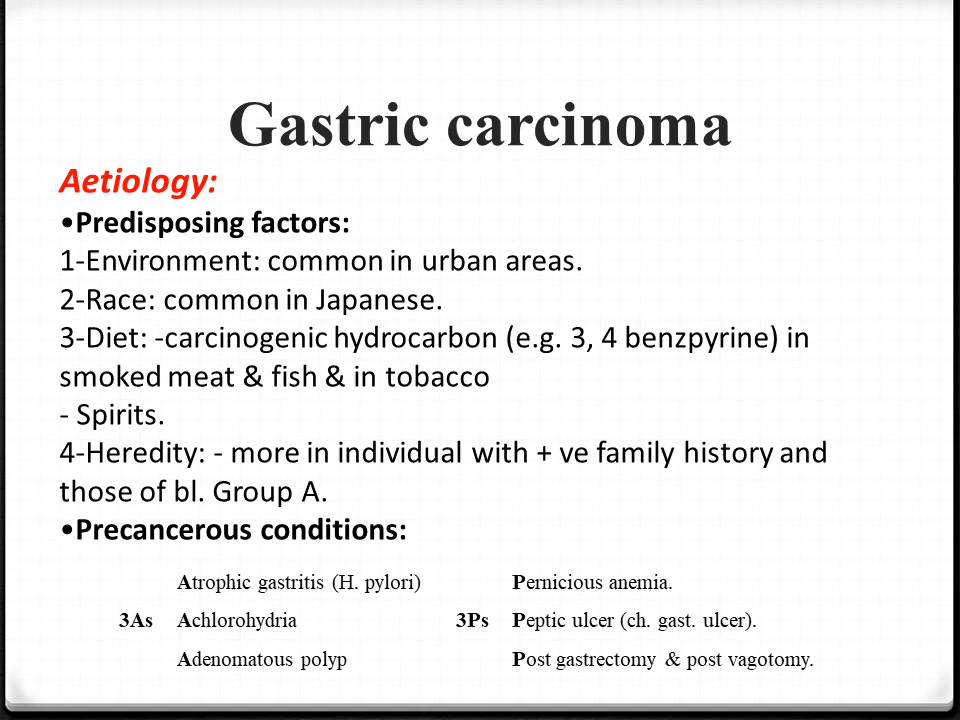 Gastric carcinoma
Aetiology:
•Predisposing factors:
1-Environment: common in urban areas.
2-Race: common in Japanese.
3-Diet: -carcinogenic hydrocarbon (e.g. 3, 4 benzpyrine) in
smoked meat & fish & in tobacco
- Spirits.
4-Heredity: - more in individual with + ve family history and
those of bl. Group A.
•Precancerous conditions:
Atrophic gastritis (H. pylori) Pernicious anemia.
3As Achlorohydria 3Ps Peptic ulcer (ch. gast. ulcer).
Adenomatous polyp Post gastrectomy & post vagotomy.